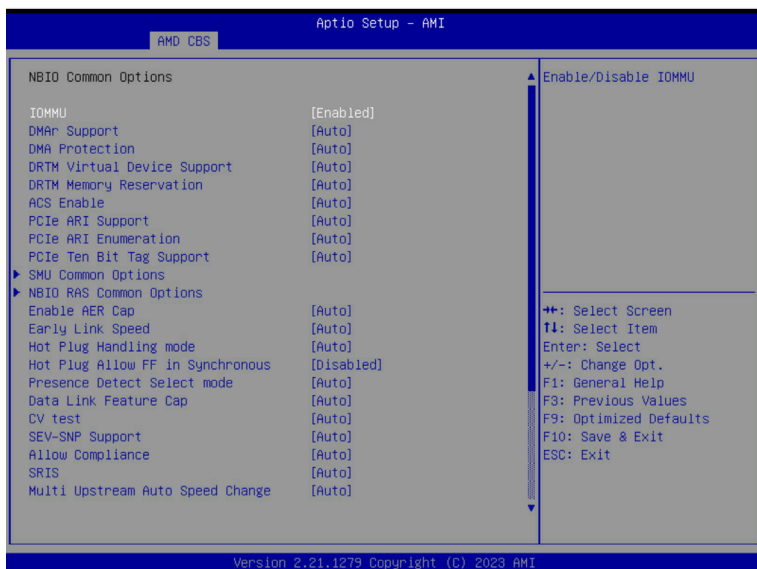 Aptio Setup – AMI
AMD CBS
NBIO Common Options
Enable/Disable IOMMU
IOMMU [Enabled]
DMAr Support [Auto]
DMA Protection [Auto]
DRTM Virtual Device Support [Auto]
DRTM Memory Reservation [Auto]
ACS Enable [Auto]
PCIe ARI Support [Auto]
PCIe ARI Enumeration [Auto]
PCIe Ten Bit Tag Support [Auto]
SMU Common Options
NBIO RAS Common Options
Enable AER Cap [Auto]
Early Link Speed [Auto]
Hot Plug Handling mode [Auto]
Hot Plug Allow FF in Synchronous [Disabled]
Presence Detect Select mode [Auto]
Data Link Feature Cap [Auto]
CV test [Auto]
SEV-SNP Support [Auto]
Allow Compliance [Auto]
SRIS [Auto]
Multi Upstream Auto Speed Change [Auto]
→←: Select Screen
↑↓: Select Item
Enter: Select
+/-: Change Opt.
F1: General Help
F3: Previous Values
F9: Optimized Defaults
F10: Save & Exit
ESC: Exit
Version 2.21.1279 Copyright (C) 2023 AMI